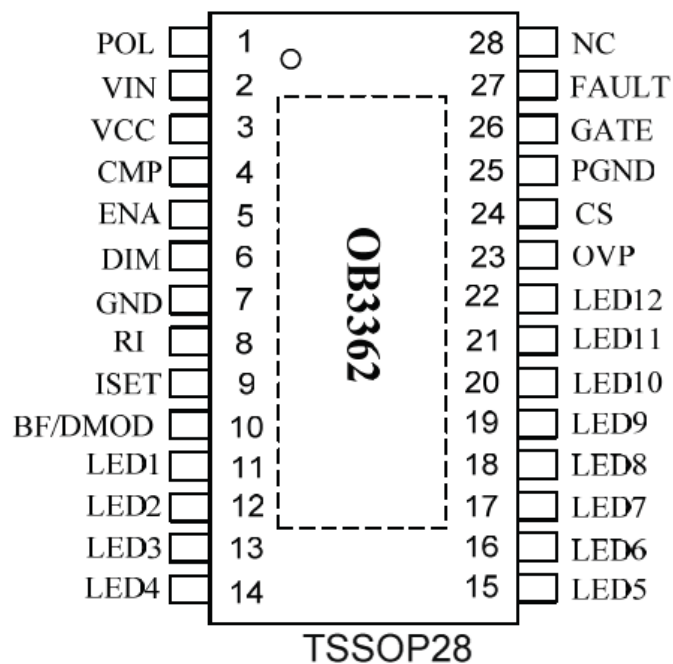 POL 1 28 NC
VIN 2 27 FAULT
VCC 3 26 GATE
CMP 4 25 PGND
ENA 5 24 CS
DIM 6 23 OVP
GND 7 22 LED12
RI 8 21 LED11
ISET 9 20 LED10
BF/DMOD 10 19 LED9
LED1 11 18 LED8
LED2 12 17 LED7
LED3 13 16 LED6
LED4 14 15 LED5
OB3362
TSSOP28